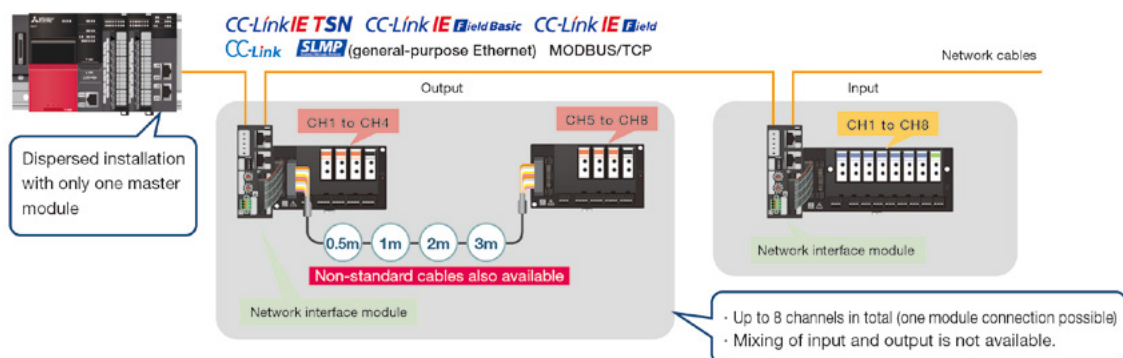 CC-Link IE TSN CC-Link IE Field Basic CC-Link IE Field
CC-Link SLMP (general-purpose Ethernet) MODBUS/TCP
Network cables
Output
Input
CH1 to CH4
CH5 to CH8
CH1 to CH8
Dispersed installation
with only one master
module
0.5m 1m 2m 3m
Non-standard cables also available
Network interface module
Network interface module
· Up to 8 channels in total (one module connection possible)
· Mixing of input and output is not available.